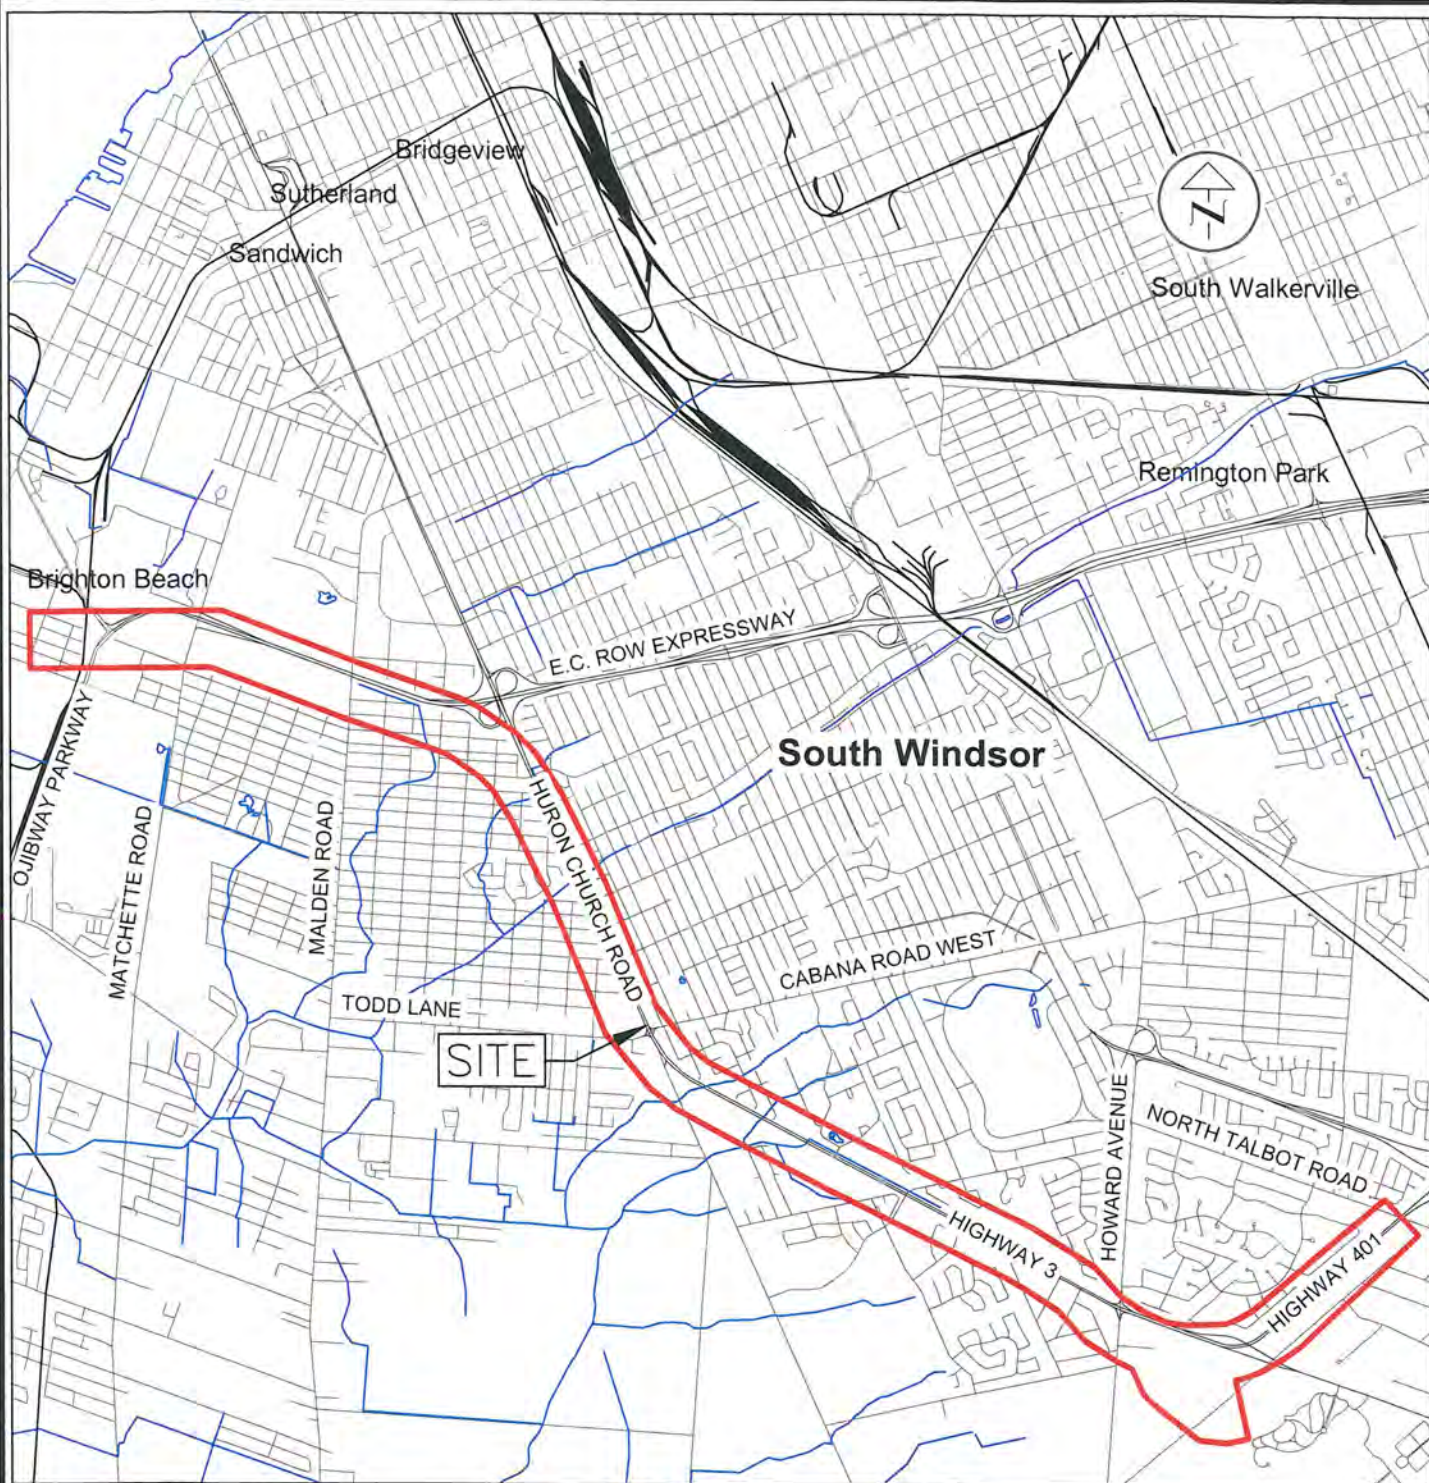 Bridgeview
Sutherland
Sandwich
N
South Walkerville
Remington Park
Brighton Beach
E.C. ROW EXPRESSWAY
South Windsor
OJIBWAY PARKWAY
MATCHETTE ROAD
MALDEN ROAD
HURON CHURCH ROAD
CABANA ROAD WEST
TODD LANE
SITE
HOWARD AVENUE
NORTH TALBOT ROAD
HIGHWAY 3
HIGHWAY 401